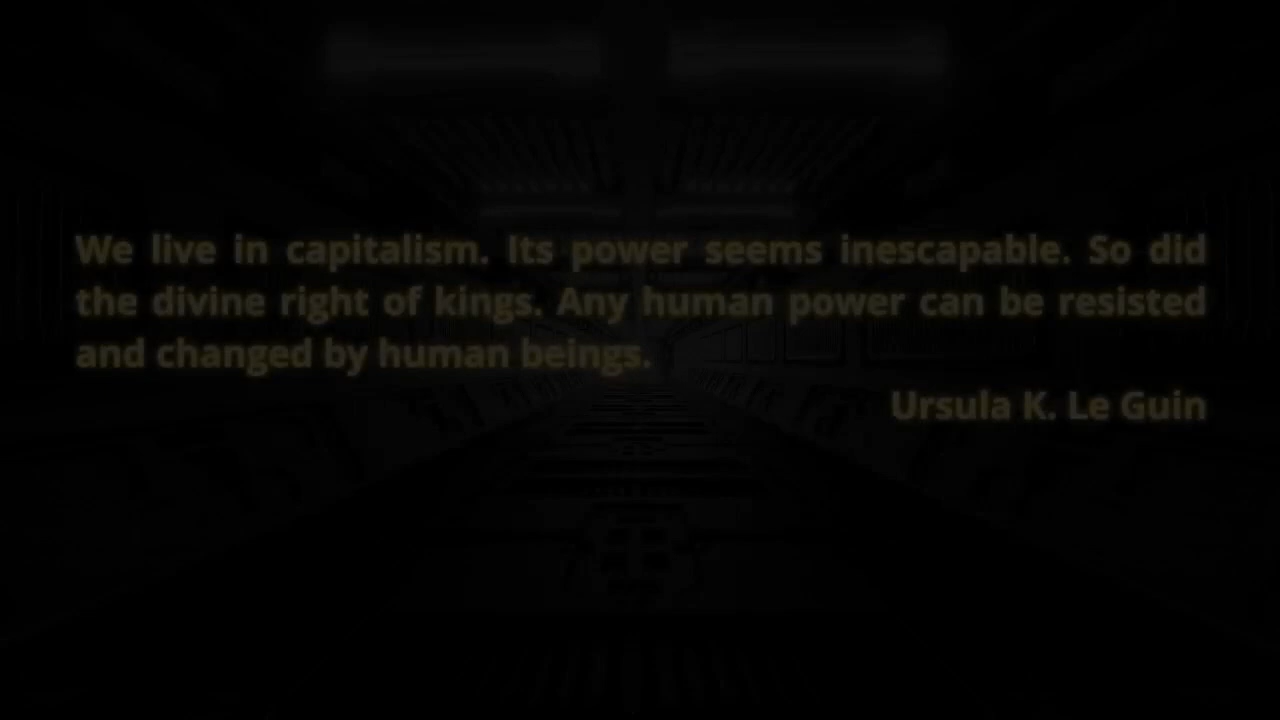 We live in capitalism. Its power seems inescapable. So did
the divine right of kings. Any human power can be resisted
and changed by human beings.
Ursula K. Le Guin